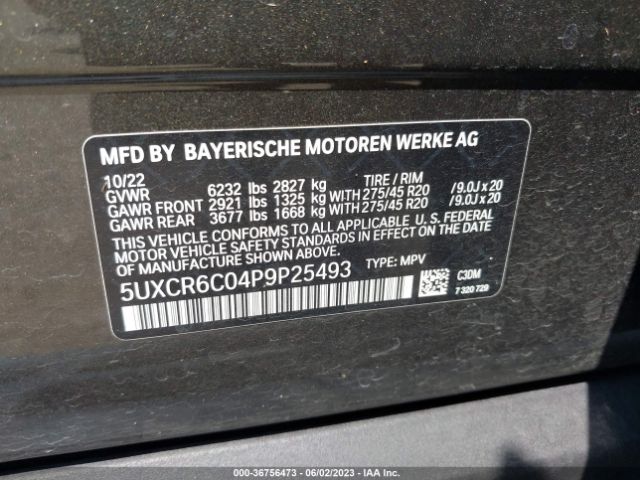 MFD BY BAYERISCHE MOTOREN WERKE AG
10/22 TIRE / RIM
GVWR 6232 lbs 2827 kg
GAWR FRONT 2921 lbs 1325 kg WITH 275/45 R20 /9.0J x 20
GAWR REAR 3677 lbs 1668 kg WITH 275/45 R20 /9.0J x 20
THIS VEHICLE CONFORMS TO ALL APPLICABLE U.S. FEDERAL
MOTOR VEHICLE SAFETY STANDARDS IN EFFECT ON THE DATE
OF MANUFACTURE SHOWN ABOVE.
5UXCR6C04P9P25493 TYPE: MPV
C3DM
7 320 729
000-36756473 - 06/02/2023 - IAA Inc.